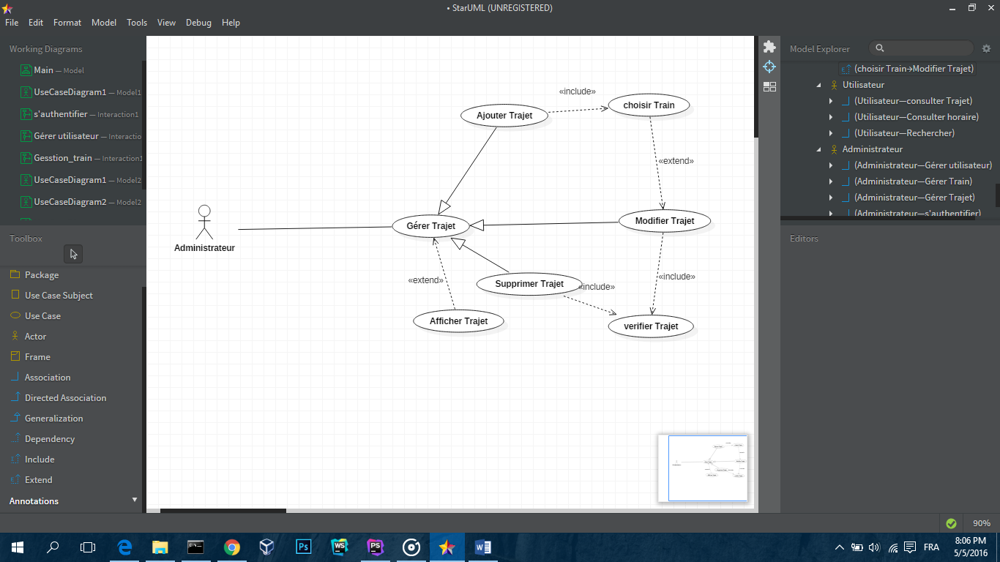 • StarUML (UNREGISTERED)
File Edit Format Model Tools View Debug Help
Working Diagrams
Main — Model
UseCaseDiagram1 — Model1
s'authentifier — Interaction1
Gérer utilisateur — Interactio
Gesstion_train — Interaction1
UseCaseDiagram1 — Model2
UseCaseDiagram2 — Model2
Toolbox
Package
Use Case Subject
Use Case
Actor
Frame
Association
Directed Association
Generalization
Dependency
Include
Extend
Annotations
«include»
Ajouter Trajet
choisir Train
«extend»
Gérer Trajet
Modifier Trajet
Administrateur
«extend»
«include»
Supprimer Trajet
«include»
Afficher Trajet
verifier Trajet
Model Explorer
(choisir Train→Modifier Trajet)
Utilisateur
(Utilisateur—consulter Trajet)
(Utilisateur—Consulter horaire)
(Utilisateur—Rechercher)
Administrateur
(Administrateur—Gérer utilisateur)
(Administrateur—Gérer Train)
(Administrateur—Gérer Trajet)
(Administrateur—s'authentifier)
Editors
90%
Ps
WS
PS
FRA
8:06 PM
5/5/2016